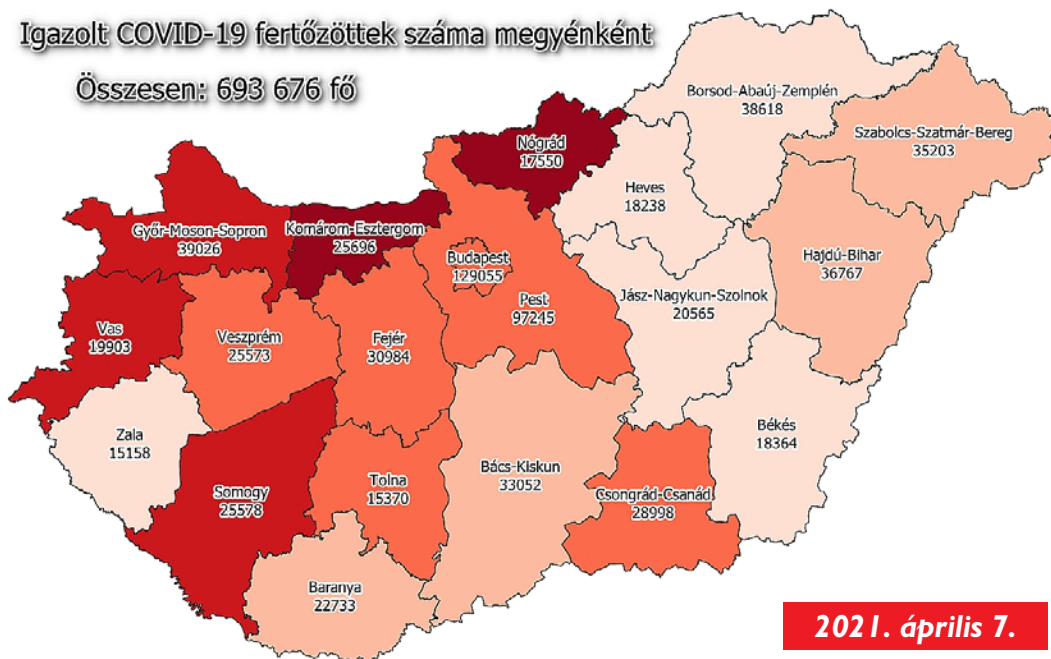 Igazolt COVID-19 fertőzöttek száma megyénként
Összesen: 693 676 fő
Borsod-Abaúj-Zemplén
38618
Szabolcs-Szatmár-Bereg
35203
Nógrád
17550
Heves
18238
Győr-Moson-Sopron
39026
Komárom-Esztergom
25696
Budapest
129055
Hajdú-Bihar
36767
Pest
97245
Jász-Nagykun-Szolnok
20565
Vas
19903
Veszprém
25573
Fejér
30984
Zala
15158
Békés
18364
Bács-Kiskun
33052
Tolna
15370
Somogy
25578
Csongrád-Csanád
28998
Baranya
22733
2021. április 7.